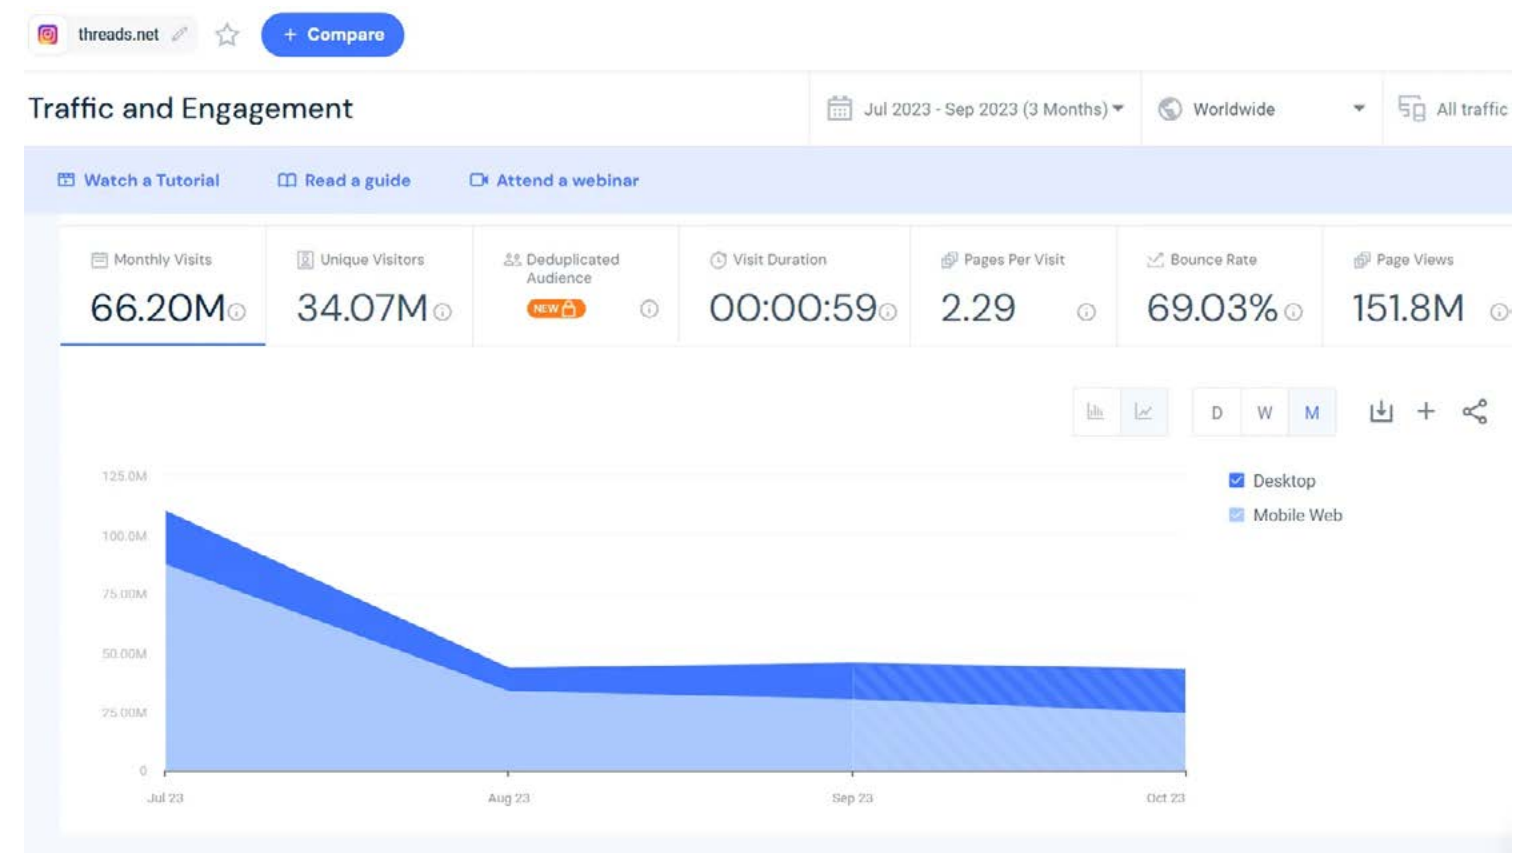 threads.net
+ Compare
Traffic and Engagement
Jul 2023 - Sep 2023 (3 Months)
Worldwide
All traffic
Watch a Tutorial
Read a guide
Attend a webinar
Monthly Visits
66.20M
Unique Visitors
34.07M
Deduplicated
Audience
NEW
Visit Duration
00:00:59
Pages Per Visit
2.29
Bounce Rate
69.03%
Page Views
151.8M
D W M
125.0M
100.0M
75.00M
50.00M
25.00M
0
Jul 23
Aug 23
Sep 23
Oct 23
Desktop
Mobile Web